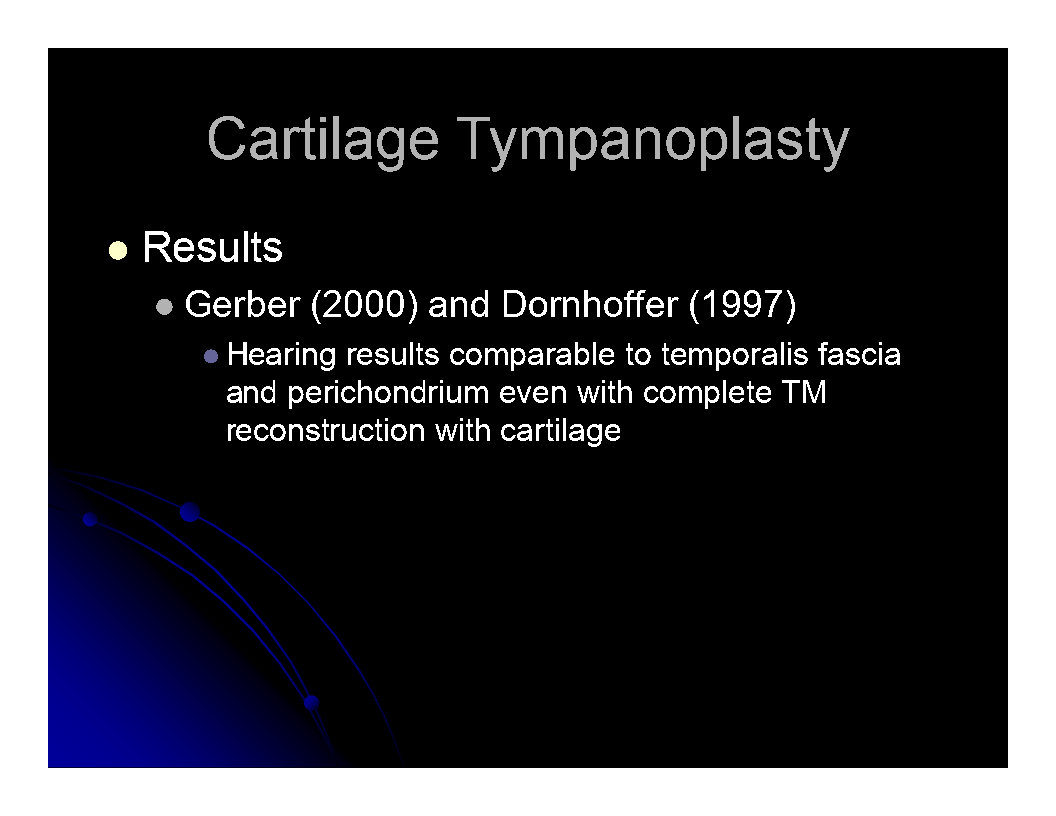 Cartilage Tympanoplasty
Results
Gerber (2000) and Dornhoffer (1997)
Hearing results comparable to temporalis fascia
and perichondrium even with complete TM
reconstruction with cartilage